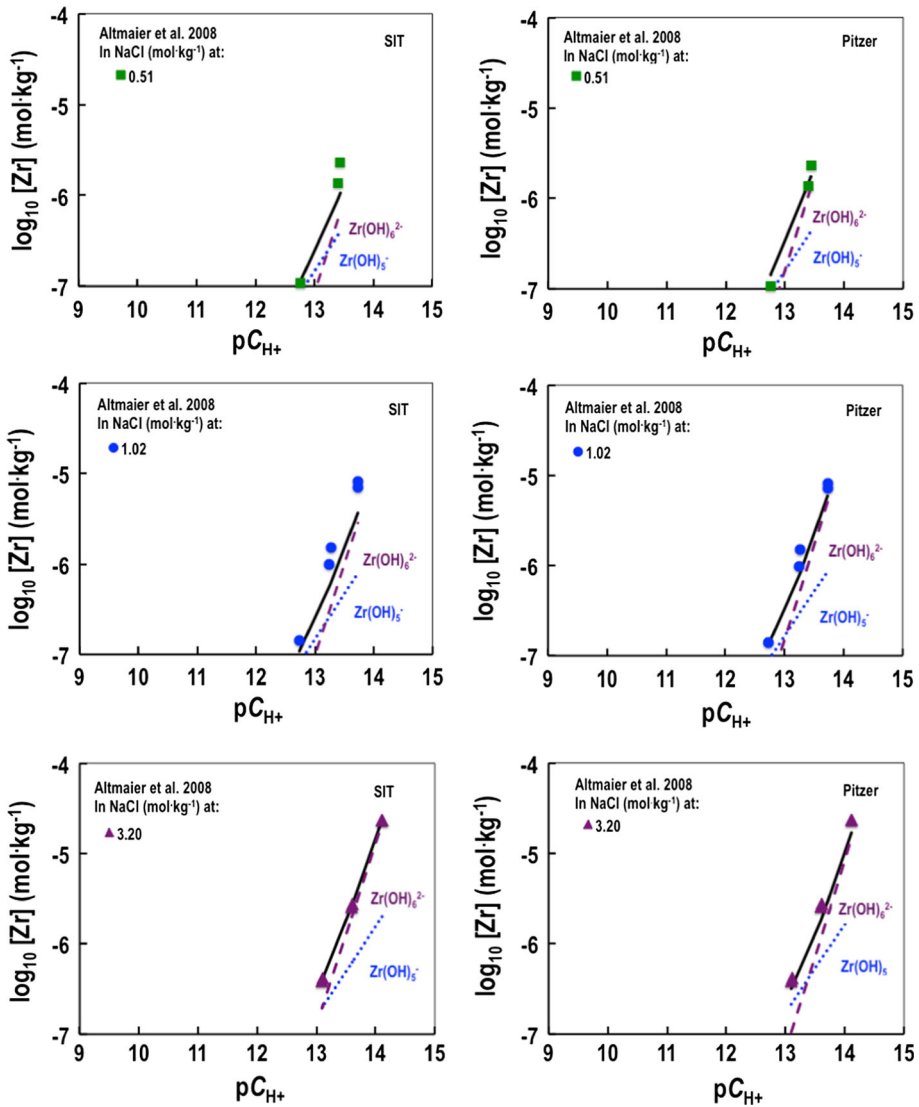 -4
Altmaier et al. 2008
In NaCl (mol·kg⁻¹) at:
0.51
SIT
-5
-6
-7
log₁₀ [Zr] (mol·kg⁻¹)
Zr(OH)₆²⁻
Zr(OH)₅⁻
9 10 11 12 13 14 15
pC_H+
-4
Altmaier et al. 2008
In NaCl (mol·kg⁻¹) at:
0.51
Pitzer
-5
-6
-7
log₁₀ [Zr] (mol·kg⁻¹)
Zr(OH)₆²⁻
Zr(OH)₅⁻
9 10 11 12 13 14 15
pC_H+
-4
Altmaier et al. 2008
In NaCl (mol·kg⁻¹) at:
1.02
SIT
-5
-6
-7
log₁₀ [Zr] (mol·kg⁻¹)
Zr(OH)₆²⁻
Zr(OH)₅⁻
9 10 11 12 13 14 15
pC_H+
-4
Altmaier et al. 2008
In NaCl (mol·kg⁻¹) at:
1.02
Pitzer
-5
-6
-7
log₁₀ [Zr] (mol·kg⁻¹)
Zr(OH)₆²⁻
Zr(OH)₅⁻
9 10 11 12 13 14 15
pC_H+
-4
Altmaier et al. 2008
In NaCl (mol·kg⁻¹) at:
3.20
SIT
-5
-6
-7
log₁₀ [Zr] (mol·kg⁻¹)
Zr(OH)₆²⁻
Zr(OH)₅⁻
9 10 11 12 13 14 15
pC_H+
-4
Altmaier et al. 2008
In NaCl (mol·kg⁻¹) at:
3.20
Pitzer
-5
-6
-7
log₁₀ [Zr] (mol·kg⁻¹)
Zr(OH)₆²⁻
Zr(OH)₅
9 10 11 12 13 14 15
pC_H+